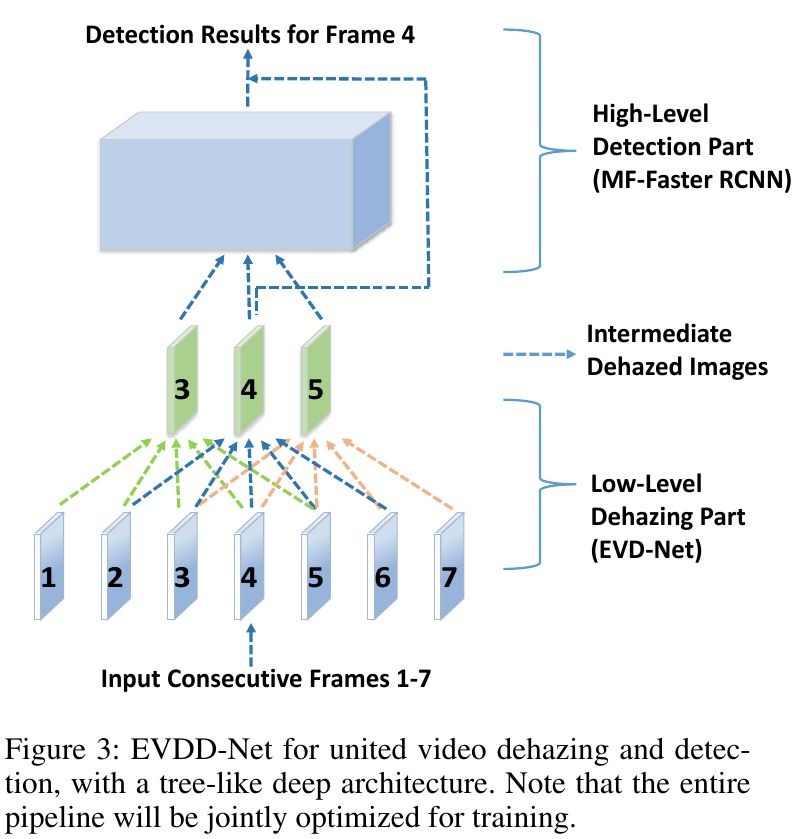 Detection Results for Frame 4
High-Level
Detection Part
(MF-Faster RCNN)
3 4 5
Intermediate
Dehazed Images
Low-Level
Dehazing Part
(EVD-Net)
1 2 3 4 5 6 7
Input Consecutive Frames 1-7
Figure 3: EVDD-Net for united video dehazing and detec-
tion, with a tree-like deep architecture. Note that the entire
pipeline will be jointly optimized for training.